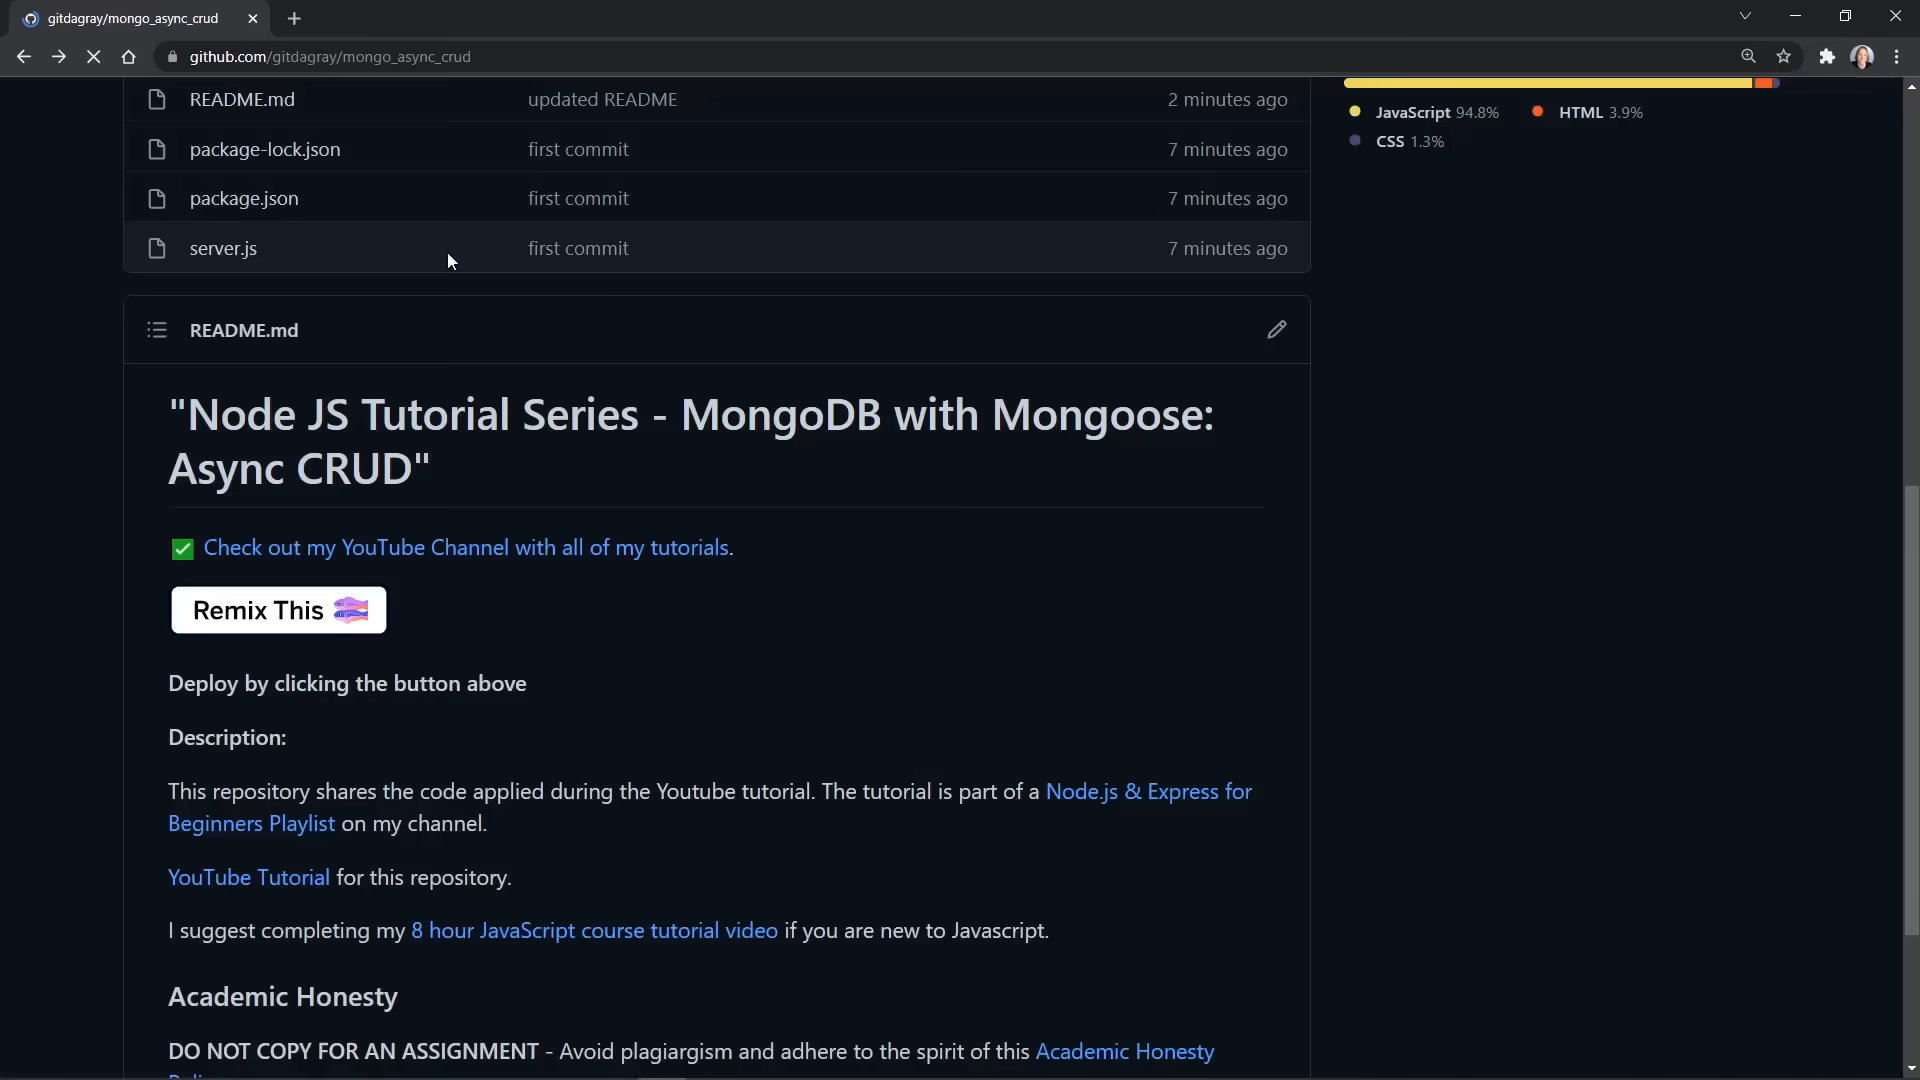 gitdagray/mongo_async_crud
github.com/gitdagray/mongo_async_crud
README.md updated README 2 minutes ago
package-lock.json first commit 7 minutes ago
package.json first commit 7 minutes ago
server.js first commit 7 minutes ago
JavaScript 94.8% HTML 3.9%
CSS 1.3%
README.md
"Node JS Tutorial Series - MongoDB with Mongoose:
Async CRUD"
Check out my YouTube Channel with all of my tutorials.
Remix This
Deploy by clicking the button above
Description:
This repository shares the code applied during the Youtube tutorial. The tutorial is part of a Node.js & Express for
Beginners Playlist on my channel.
YouTube Tutorial for this repository.
I suggest completing my 8 hour JavaScript course tutorial video if you are new to Javascript.
Academic Honesty
DO NOT COPY FOR AN ASSIGNMENT - Avoid plagiargism and adhere to the spirit of this Academic Honesty